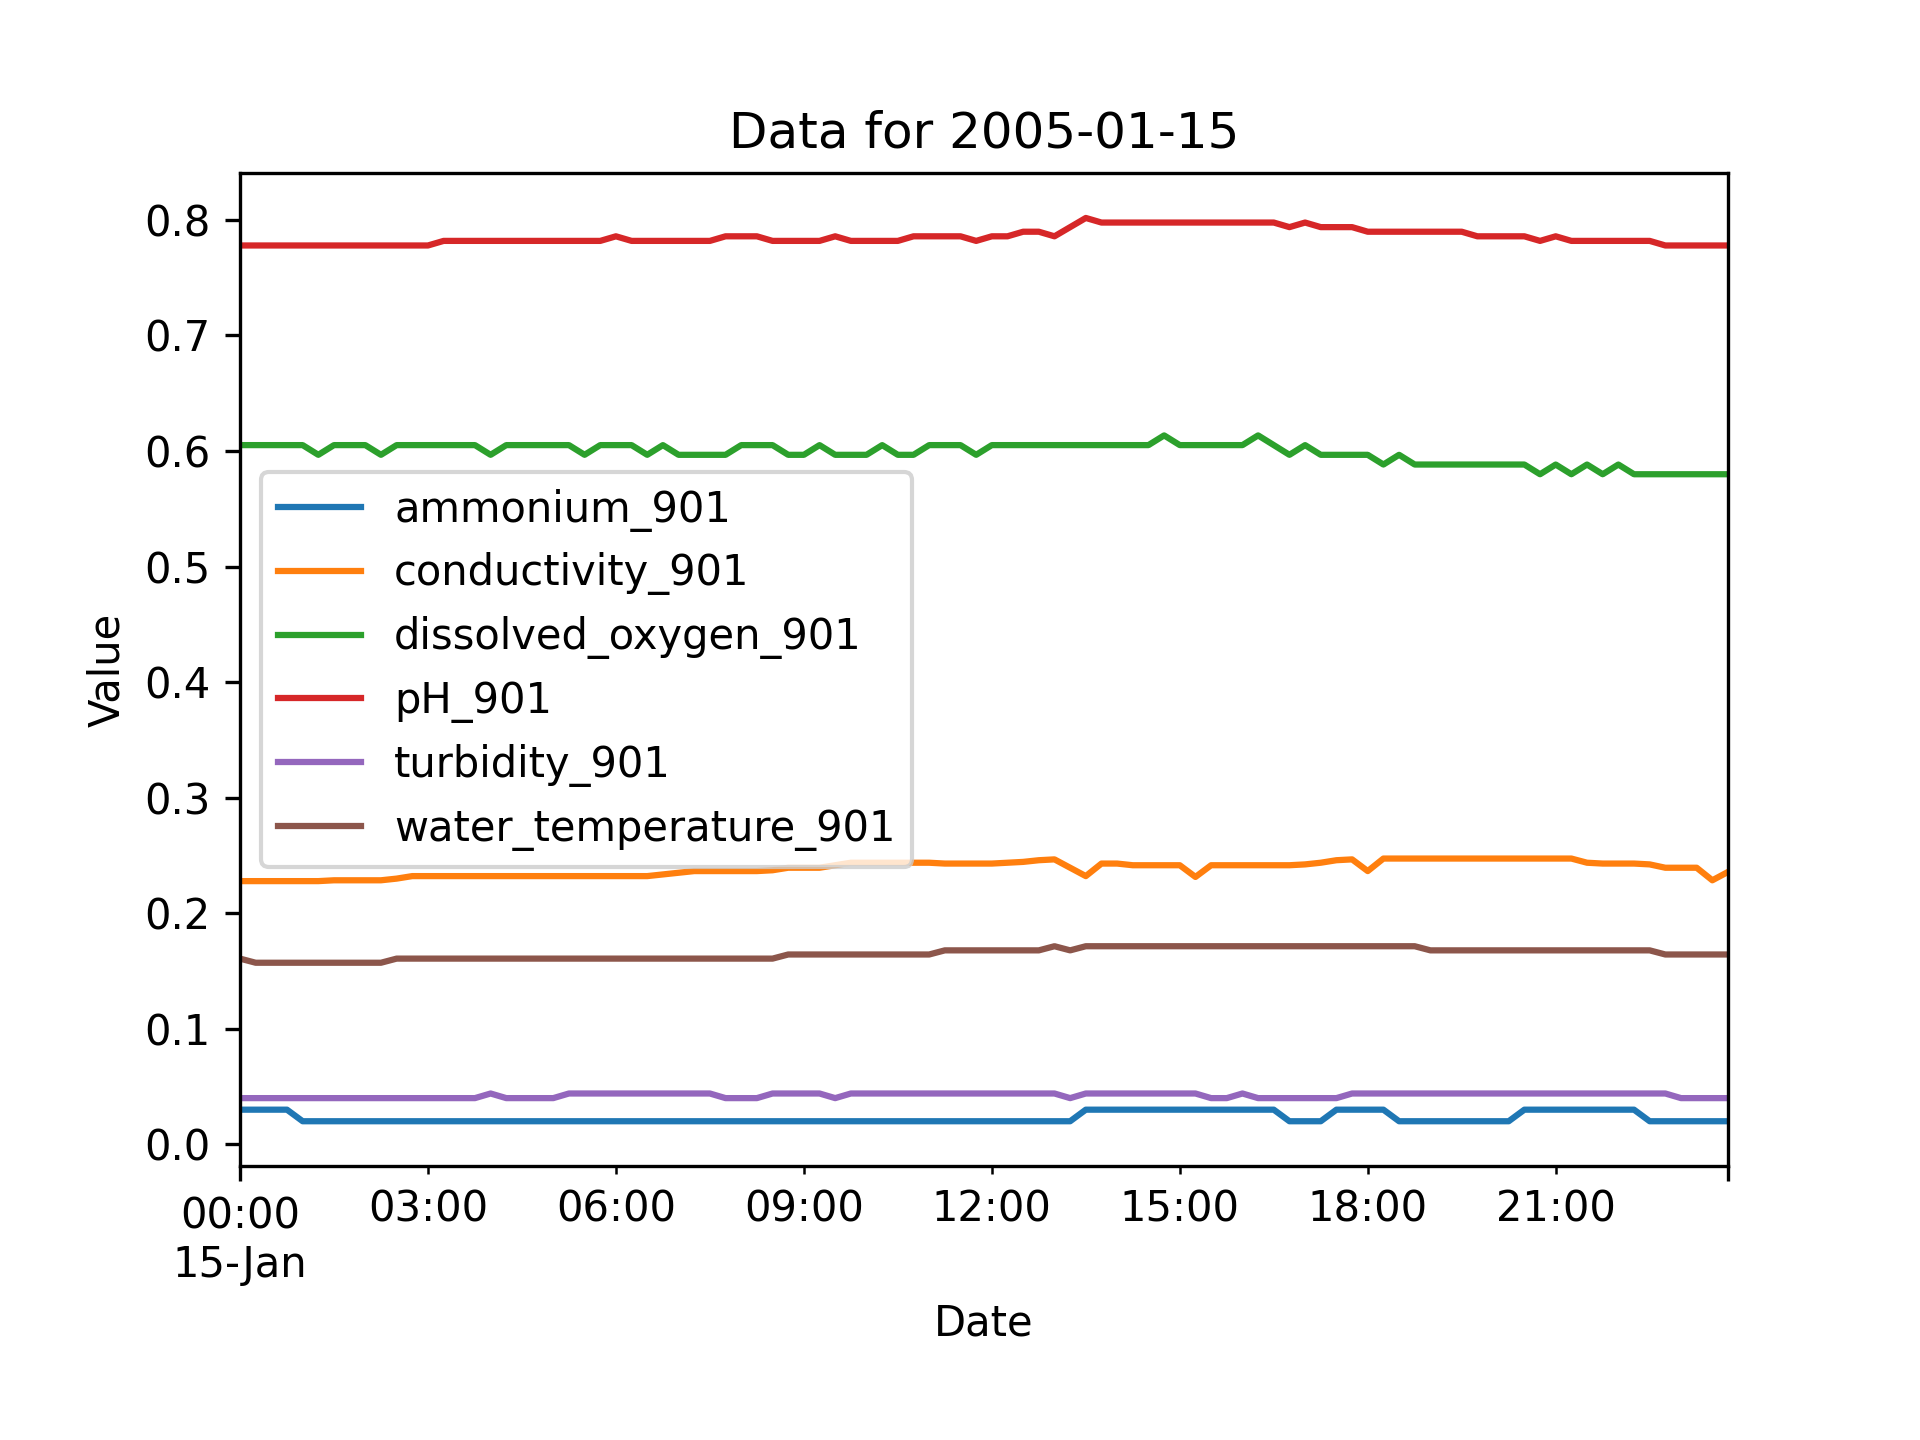 Data for 2005-01-15
Value
0.8
0.7
0.6
0.5
0.4
0.3
0.2
0.1
0.0
ammonium_901
conductivity_901
dissolved_oxygen_901
pH_901
turbidity_901
water_temperature_901
00:00 03:00 06:00 09:00 12:00 15:00 18:00 21:00
15-Jan
Date